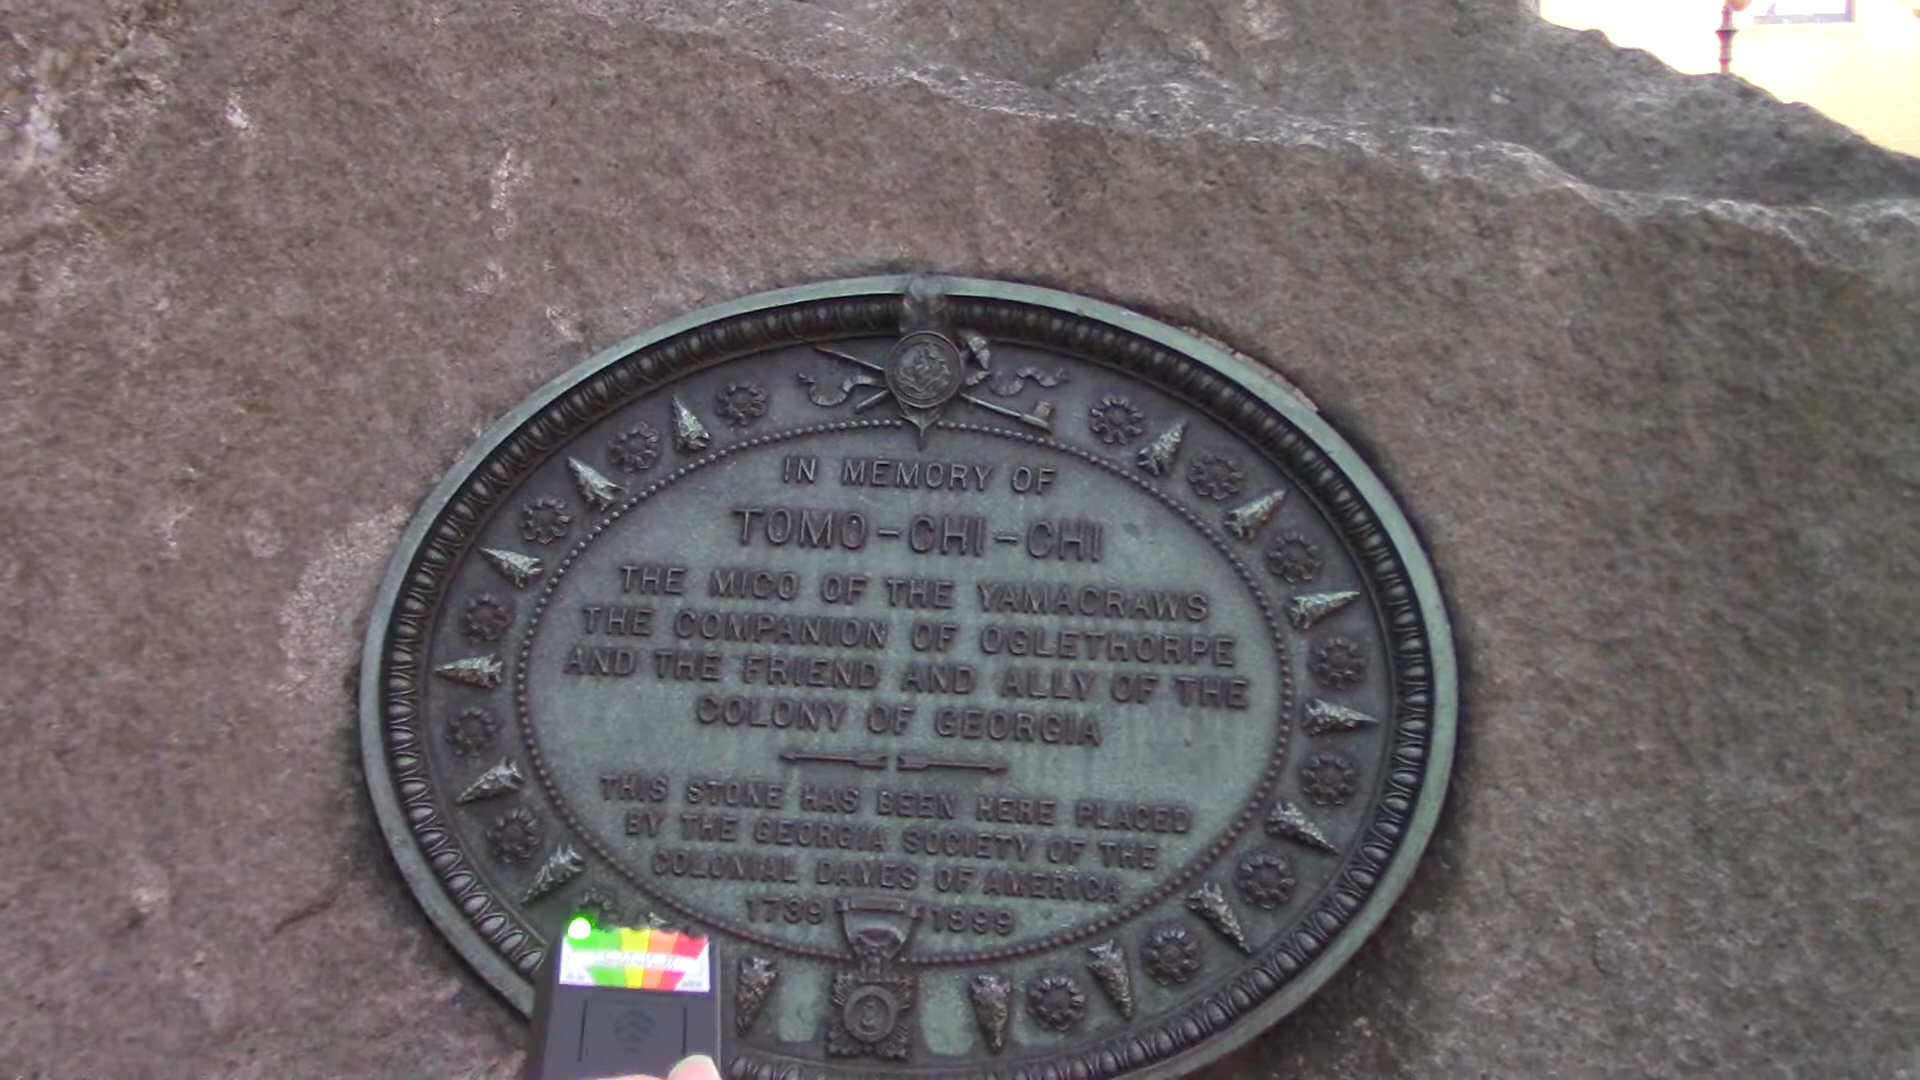 IN MEMORY OF
TOMO-CHI-CHI
THE MICO OF THE YAMACRAWS
THE COMPANION OF OGLETHORPE
AND THE FRIEND AND ALLY OF THE
COLONY OF GEORGIA
THIS STONE HAS BEEN HERE PLACED
BY THE GEORGIA SOCIETY OF THE
COLONIAL DAMES OF AMERICA
1739 1899